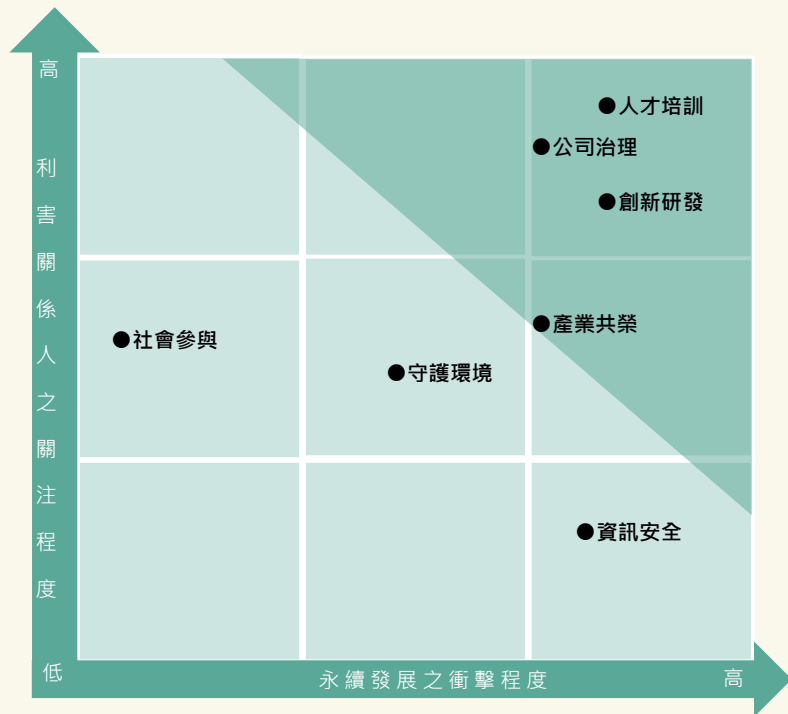 高
利害關係人之關注程度
●人才培訓
●公司治理
●創新研發
●產業共榮
●社會參與
●守護環境
●資訊安全
低
永續發展之衝擊程度
高